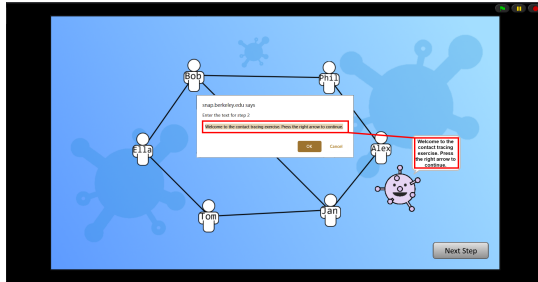 Bob
Phil
snap.berkeley.edu says
Enter the text for step 2
Welcome to the contact tracing exercise. Press the right arrow to continue
OK
Cancel
Ella
Alex
Welcome to the
contact tracing
exercise. Press
the right arrow to
continue.
Tom
Jan
Next Step